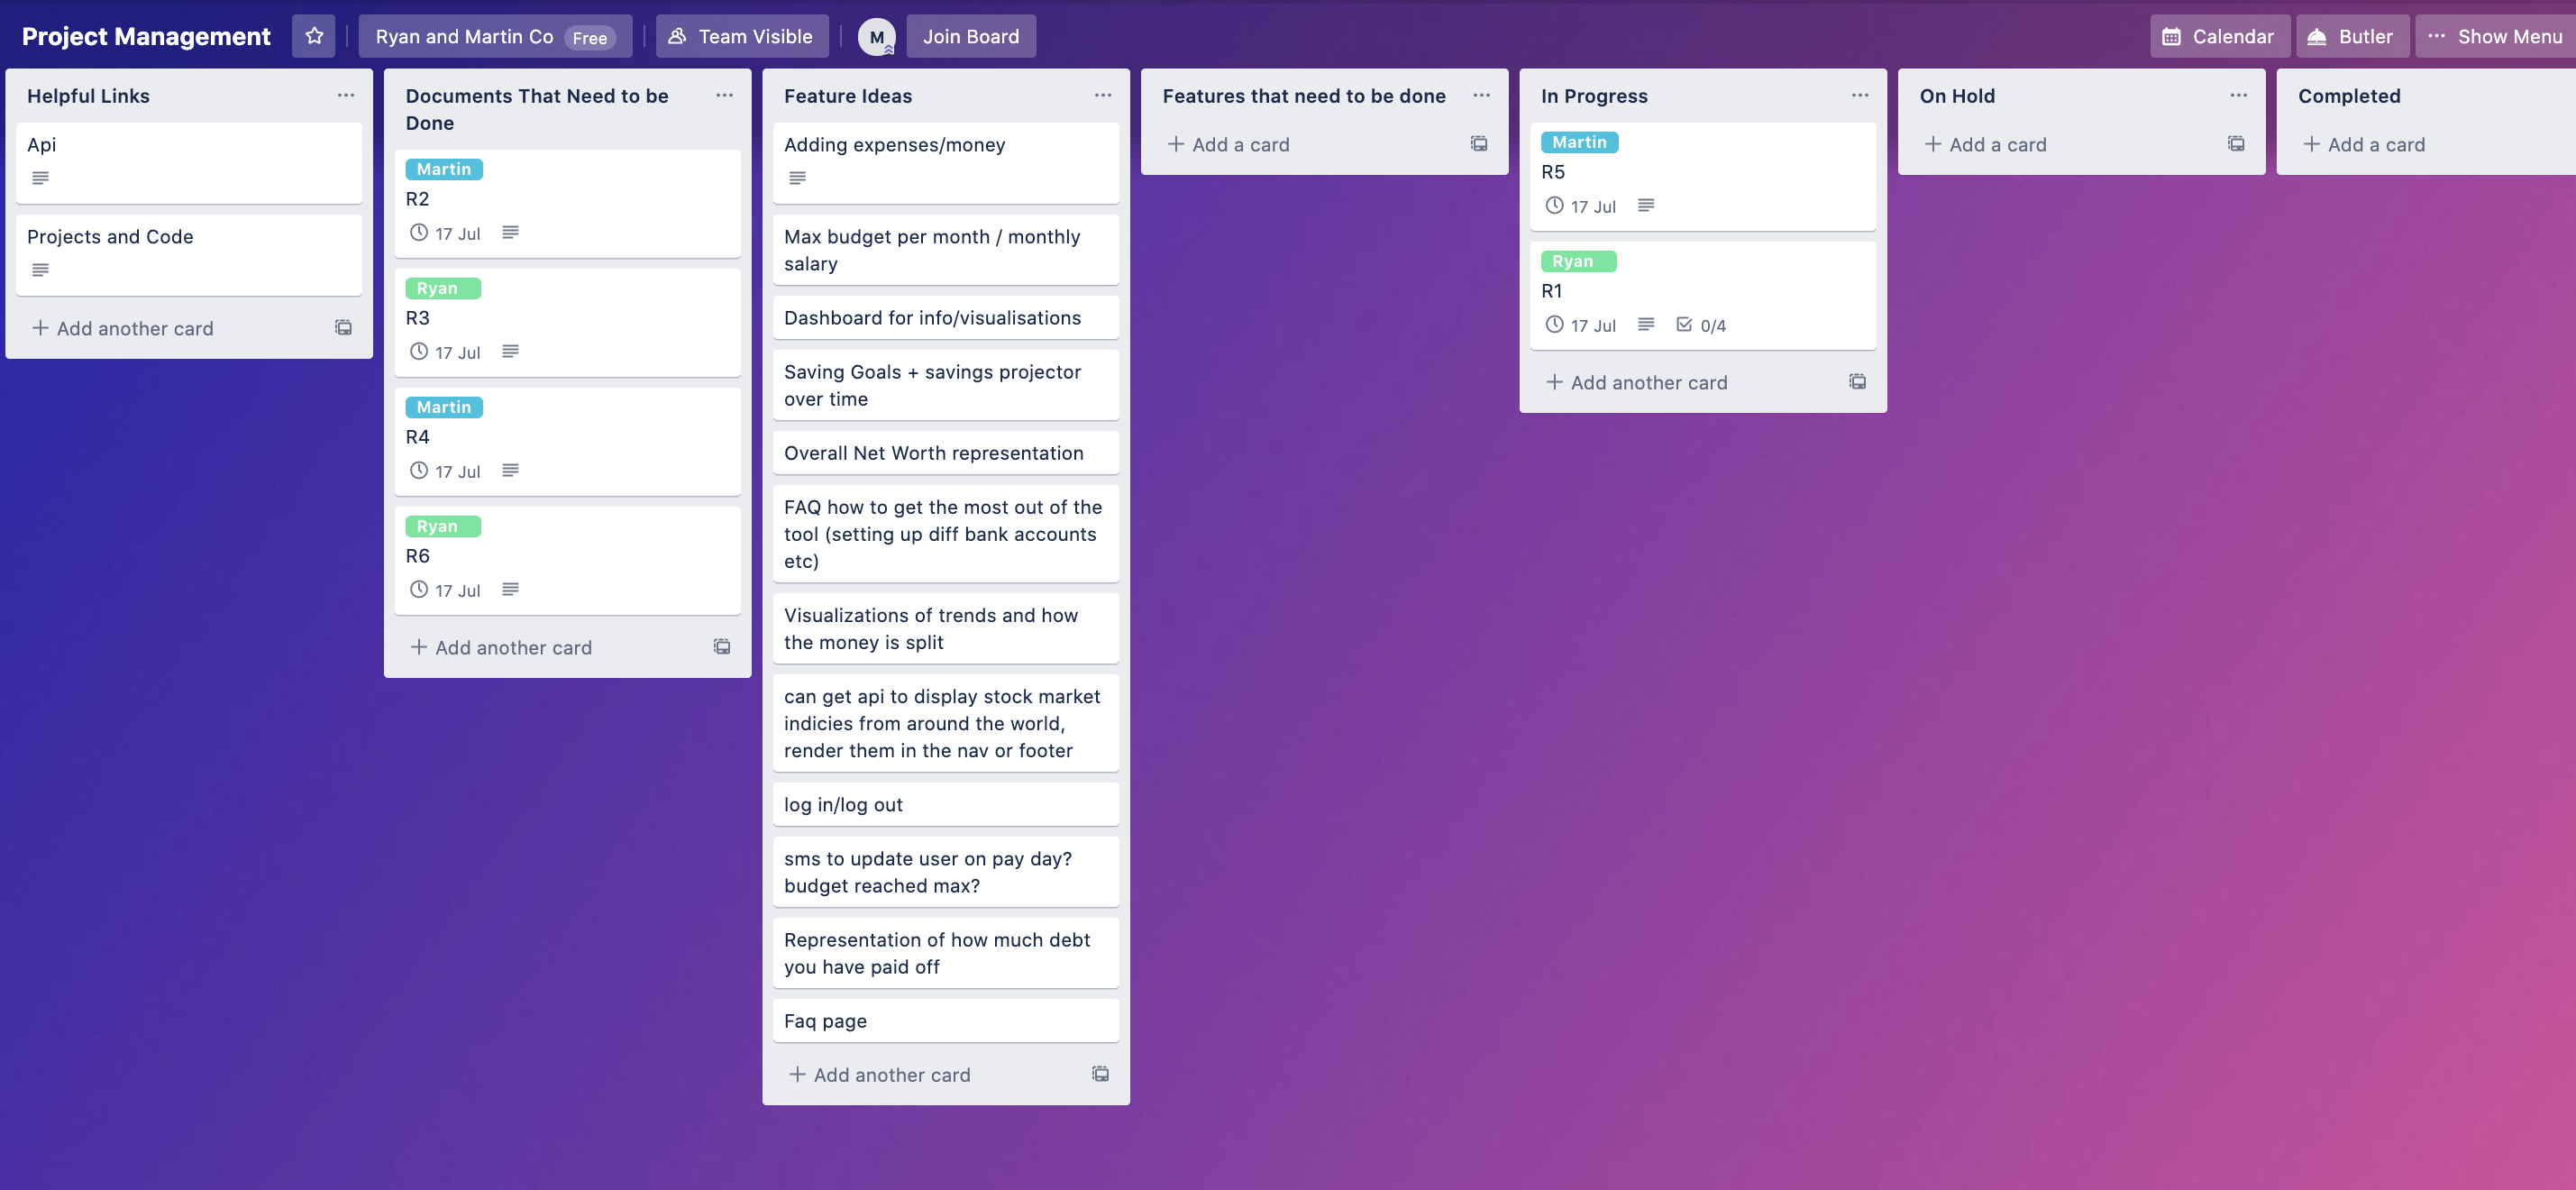 Project Management
Ryan and Martin Co Free
Team Visible
M
Join Board
Calendar
Butler
Show Menu
Helpful Links
Api
Projects and Code
+ Add another card
Documents That Need to be
Done
Martin
R2
17 Jul
Ryan
R3
17 Jul
Martin
R4
17 Jul
Ryan
R6
17 Jul
+ Add another card
Feature Ideas
Adding expenses/money
Max budget per month / monthly
salary
Dashboard for info/visualisations
Saving Goals + savings projector
over time
Overall Net Worth representation
FAQ how to get the most out of the
tool (setting up diff bank accounts
etc)
Visualizations of trends and how
the money is split
can get api to display stock market
indicies from around the world,
render them in the nav or footer
log in/log out
sms to update user on pay day?
budget reached max?
Representation of how much debt
you have paid off
Faq page
+ Add another card
Features that need to be done
+ Add a card
In Progress
Martin
R5
17 Jul
Ryan
R1
17 Jul 0/4
+ Add another card
On Hold
+ Add a card
Completed
+ Add a card